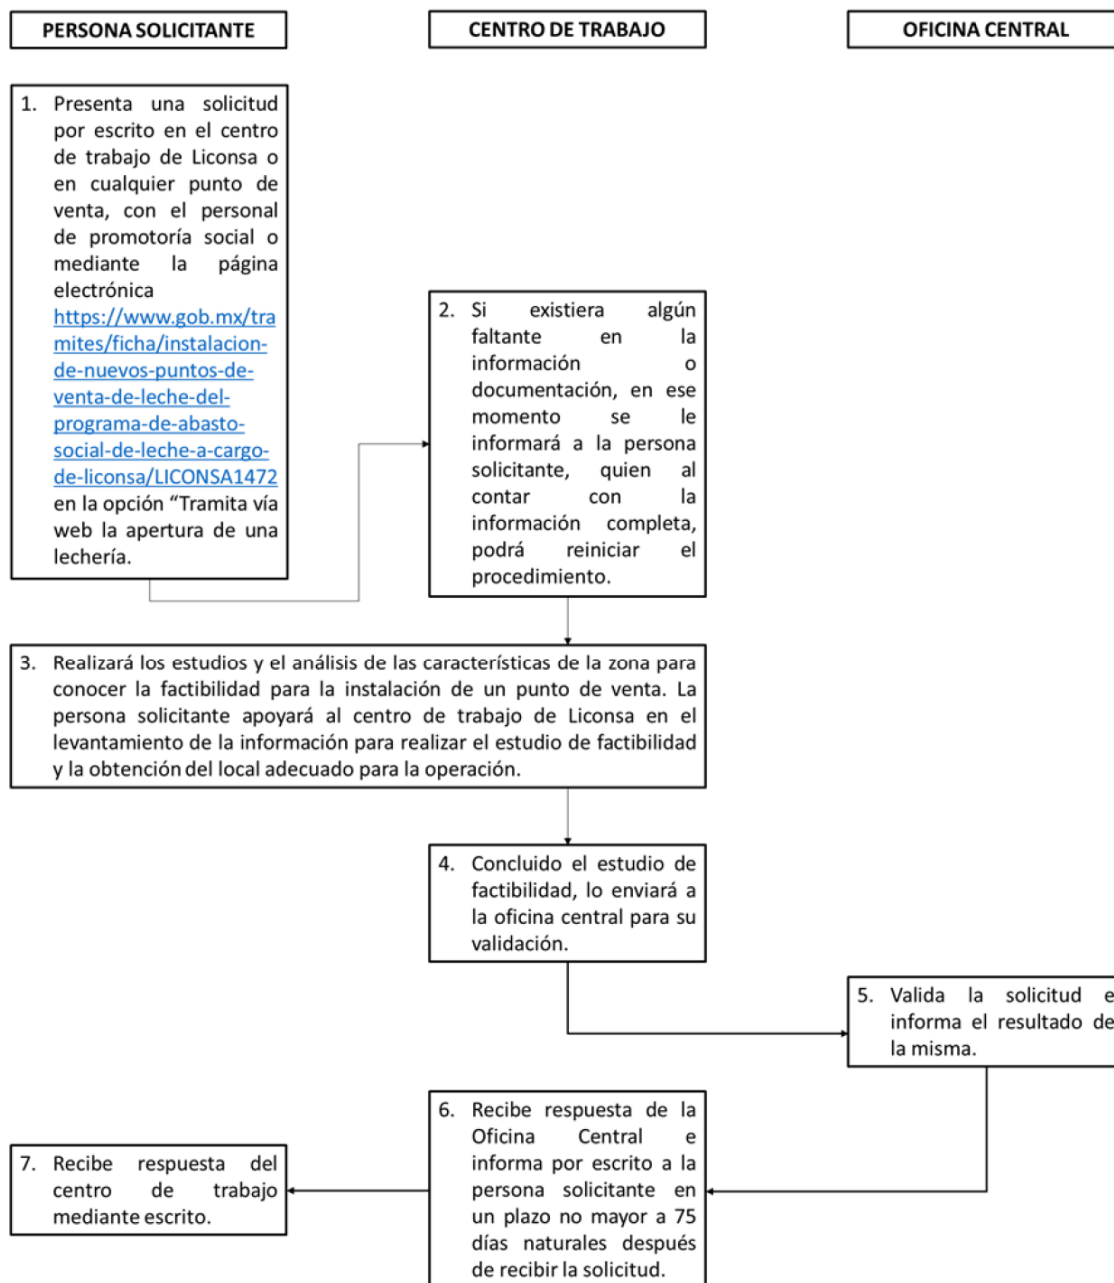 PERSONA SOLICITANTE
CENTRO DE TRABAJO
OFICINA CENTRAL
1. Presenta una solicitud
por escrito en el centro
de trabajo de Liconsa o
en cualquier punto de
venta, con el personal
de promotoría social o
mediante la página
electrónica
https://www.gob.mx/tra
mites/ficha/instalacion-
de-nuevos-puntos-de-
venta-de-leche-del-
programa-de-abasto-
social-de-leche-a-cargo-
de-liconsa/LICONSA1472
en la opción “Tramita vía
web la apertura de una
lechería.
2. Si existiera algún
faltante en la
información o
documentación, en ese
momento se le
informará a la persona
solicitante, quien al
contar con la
información completa,
podrá reiniciar el
procedimiento.
3. Realizará los estudios y el análisis de las características de la zona para
conocer la factibilidad para la instalación de un punto de venta. La
persona solicitante apoyará al centro de trabajo de Liconsa en el
levantamiento de la información para realizar el estudio de factibilidad
y la obtención del local adecuado para la operación.
4. Concluido el estudio de
factibilidad, lo enviará a
la oficina central para su
validación.
5. Valida la solicitud e
informa el resultado de
la misma.
6. Recibe respuesta de la
Oficina Central e
informa por escrito a la
persona solicitante en
un plazo no mayor a 75
días naturales después
de recibir la solicitud.
7. Recibe respuesta del
centro de trabajo
mediante escrito.